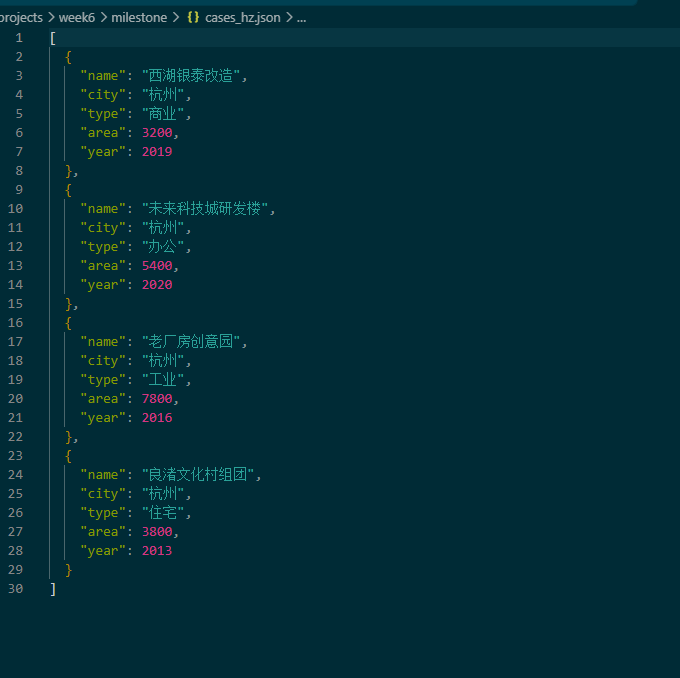 projects > week6 > milestone > {} cases_hz.json > ...
1 [
2 {
3 "name": "西湖银泰改造",
4 "city": "杭州",
5 "type": "商业",
6 "area": 3200,
7 "year": 2019
8 },
9 {
10 "name": "未来科技城研发楼",
11 "city": "杭州",
12 "type": "办公",
13 "area": 5400,
14 "year": 2020
15 },
16 {
17 "name": "老厂房创意园",
18 "city": "杭州",
19 "type": "工业",
20 "area": 7800,
21 "year": 2016
22 },
23 {
24 "name": "良渚文化村组团",
25 "city": "杭州",
26 "type": "住宅",
27 "area": 3800,
28 "year": 2013
29 }
30 ]